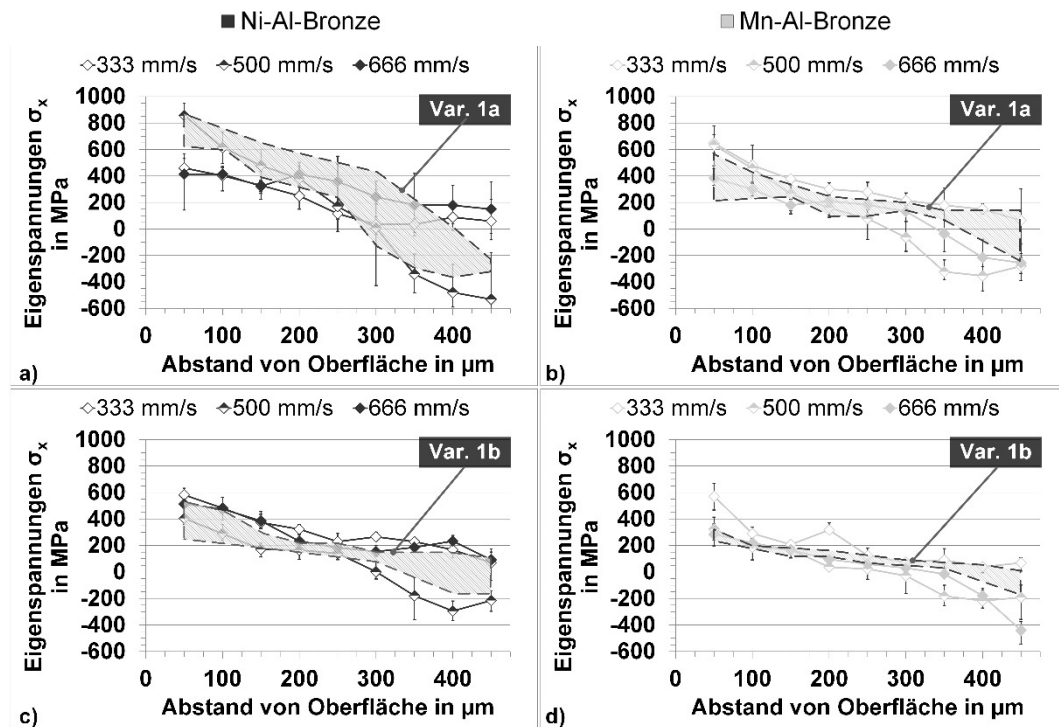 Ni-Al-Bronze
Mn-Al-Bronze
333 mm/s 500 mm/s 666 mm/s
Eigenspannungen σx
in MPa
1000
800
600
400
200
0
-200
-400
-600
Var. 1a
0 100 200 300 400
Abstand von Oberfläche in µm
a)
333 mm/s 500 mm/s 666 mm/s
Eigenspannungen σx
in MPa
1000
800
600
400
200
0
-200
-400
-600
Var. 1a
0 100 200 300 400
Abstand von Oberfläche in µm
b)
333 mm/s 500 mm/s 666 mm/s
Eigenspannungen σx
in MPa
1000
800
600
400
200
0
-200
-400
-600
Var. 1b
0 100 200 300 400
Abstand von Oberfläche in µm
c)
333 mm/s 500 mm/s 666 mm/s
Eigenspannungen σx
in MPa
1000
800
600
400
200
0
-200
-400
-600
Var. 1b
0 100 200 300 400
Abstand von Oberfläche in µm
d)